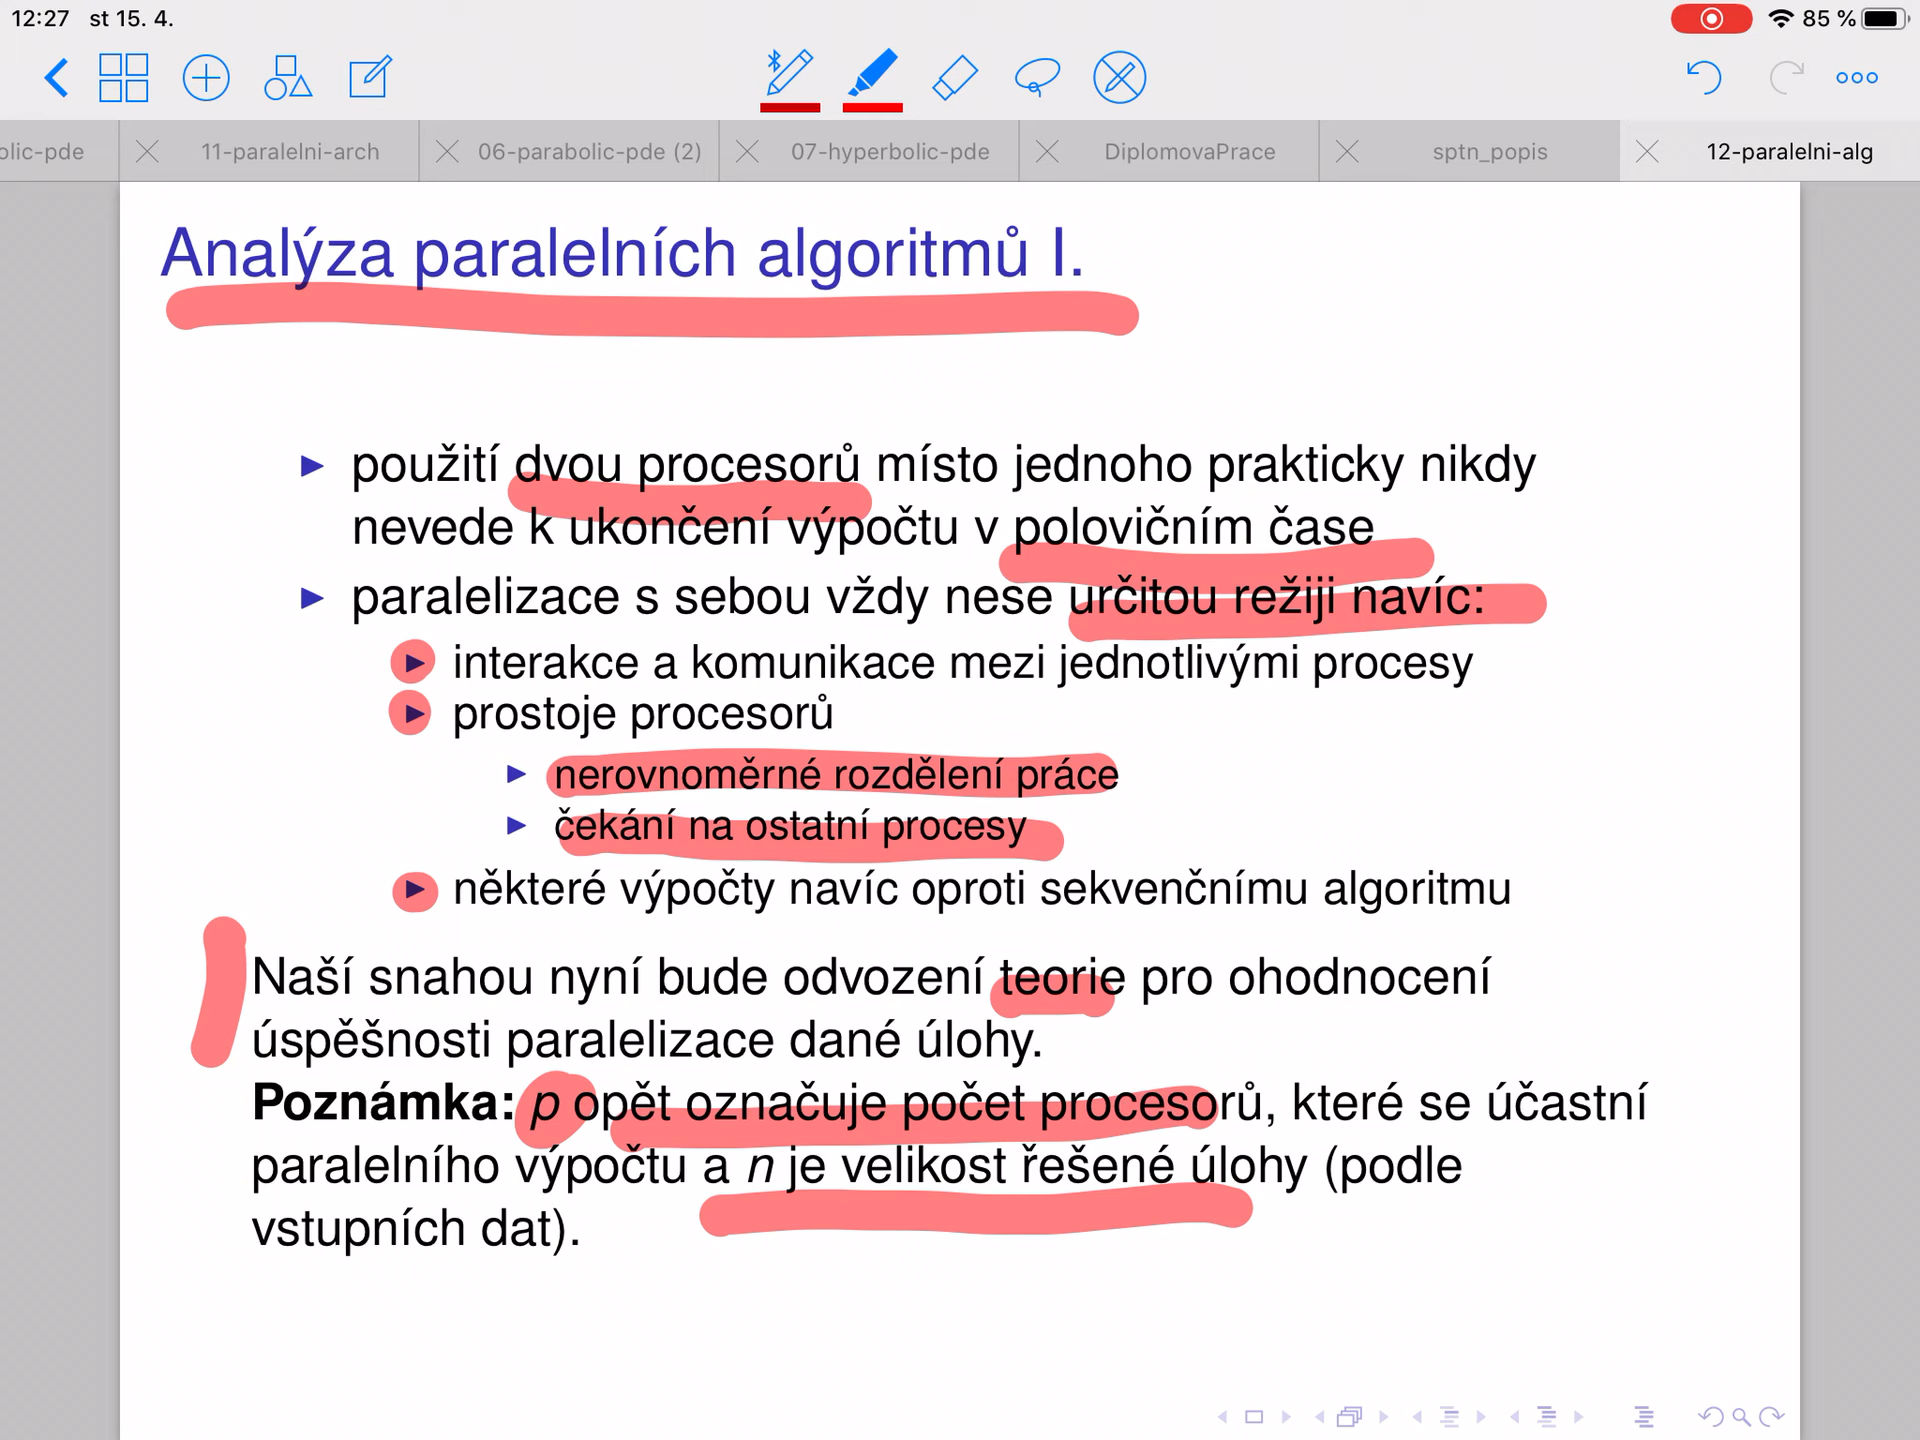 12:27 st 15. 4.
85 %
olic-pde
11-paralelni-arch
06-parabolic-pde (2)
07-hyperbolic-pde
DiplomovaPrace
sptn_popis
12-paralelni-alg
Analýza paralelních algoritmů I.
použití dvou procesorů místo jednoho prakticky nikdy
nevede k ukončení výpočtu v polovičním čase
paralelizace s sebou vždy nese určitou režiji navíc:
interakce a komunikace mezi jednotlivými procesy
prostoje procesorů
nerovnoměrné rozdělení práce
čekání na ostatní procesy
některé výpočty navíc oproti sekvenčnímu algoritmu
Naší snahou nyní bude odvození teorie pro ohodnocení
úspěšnosti paralelizace dané úlohy.
Poznámka: p opět označuje počet procesorů, které se účastní
paralelního výpočtu a n je velikost řešené úlohy (podle
vstupních dat).